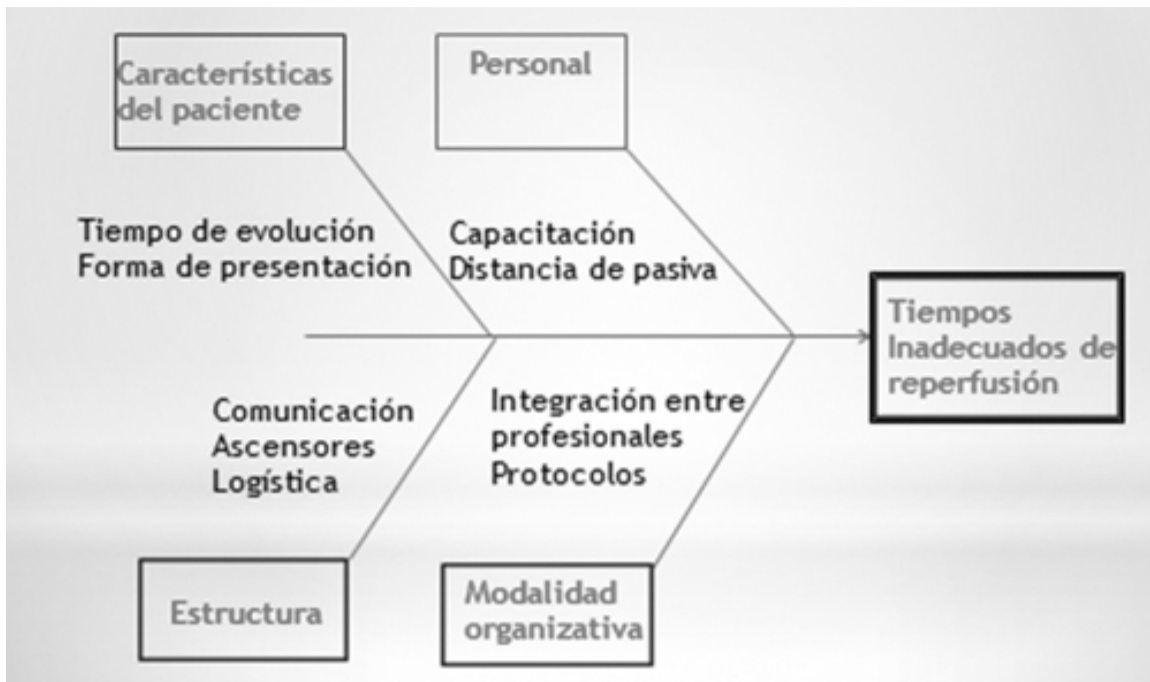 Características
del paciente
Personal
Tiempo de evolución
Forma de presentación
Capacitación
Distancia de pasiva
Tiempos
Inadecuados de
reperfusión
Comunicación
Ascensores
Logística
Integración entre
profesionales
Protocolos
Estructura
Modalidad
organizativa